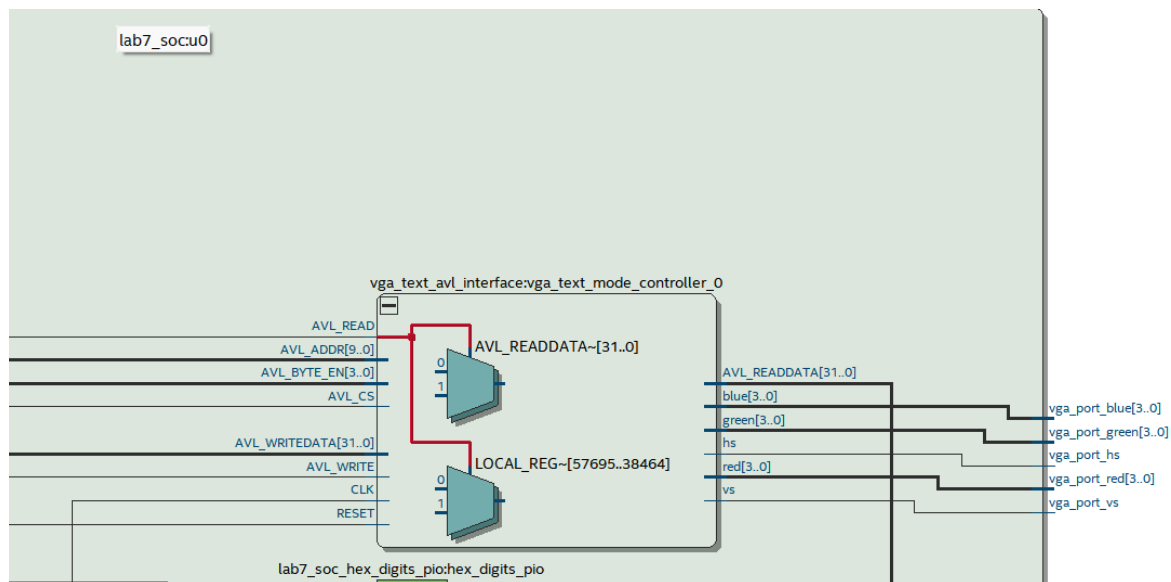 lab7_soc:u0
vga_text_avl_interface:vga_text_mode_controller_0
AVL_READ
AVL_ADDR[9..0]
AVL_BYTE_EN[3..0]
AVL_CS
AVL_WRITEDATA[31..0]
AVL_WRITE
CLK
RESET
AVL_READDATA~[31..0]
0
1
LOCAL_REG~[57695..38464]
0
1
AVL_READDATA[31..0]
blue[3..0]
green[3..0]
hs
red[3..0]
vs
vga_port_blue[3..0]
vga_port_green[3..0]
vga_port_hs
vga_port_red[3..0]
vga_port_vs
lab7_soc_hex_digits_pio:hex_digits_pio